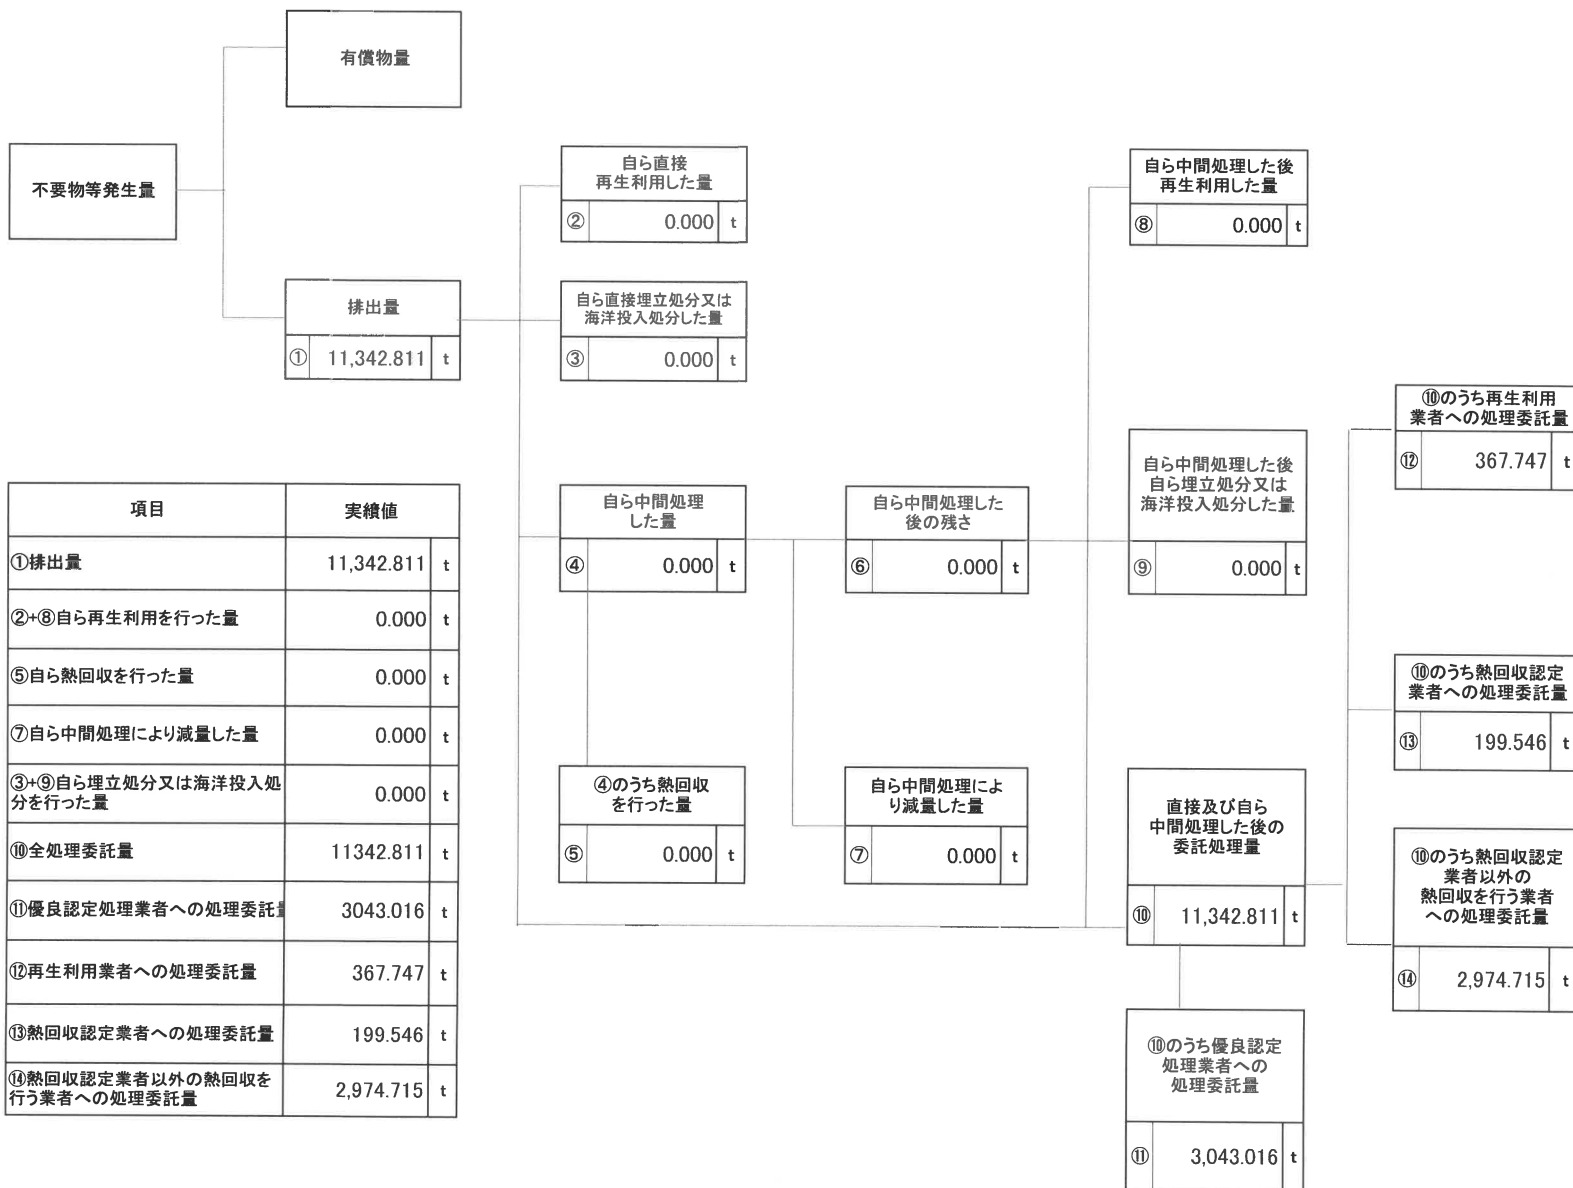 有償物量
不要物等発生量
排出量
① 11,342.811 t
自ら直接
再生利用した量
② 0.000 t
自ら直接埋立処分又は
海洋投入処分した量
③ 0.000 t
自ら中間処理
した量
④ 0.000 t
④のうち熱回収
を行った量
⑤ 0.000 t
自ら中間処理した
後の残さ
⑥ 0.000 t
自ら中間処理によ
り減量した量
⑦ 0.000 t
自ら中間処理した後
再生利用した量
⑧ 0.000 t
自ら中間処理した後
自ら埋立処分又は
海洋投入処分した量
⑨ 0.000 t
直接及び自ら
中間処理した後の
委託処理量
⑩ 11,342.811 t
⑩のうち優良認定
処理業者への
処理委託量
⑪ 3,043.016 t
⑩のうち再生利用
業者への処理委託量
⑫ 367.747 t
⑩のうち熱回収認定
業者への処理委託量
⑬ 199.546 t
⑩のうち熱回収認定
業者以外の
熱回収を行う業者
への処理委託量
⑭ 2,974.715 t
項目 実績値
①排出量 11,342.811 t
②+⑧自ら再生利用を行った量 0.000 t
⑤自ら熱回収を行った量 0.000 t
⑦自ら中間処理により減量した量 0.000 t
③+⑨自ら埋立処分又は海洋投入処
分を行った量 0.000 t
⑩全処理委託量 11342.811 t
⑪優良認定処理業者への処理委託量 3043.016 t
⑫再生利用業者への処理委託量 367.747 t
⑬熱回収認定業者への処理委託量 199.546 t
⑭熱回収認定業者以外の熱回収を
行う業者への処理委託量 2,974.715 t